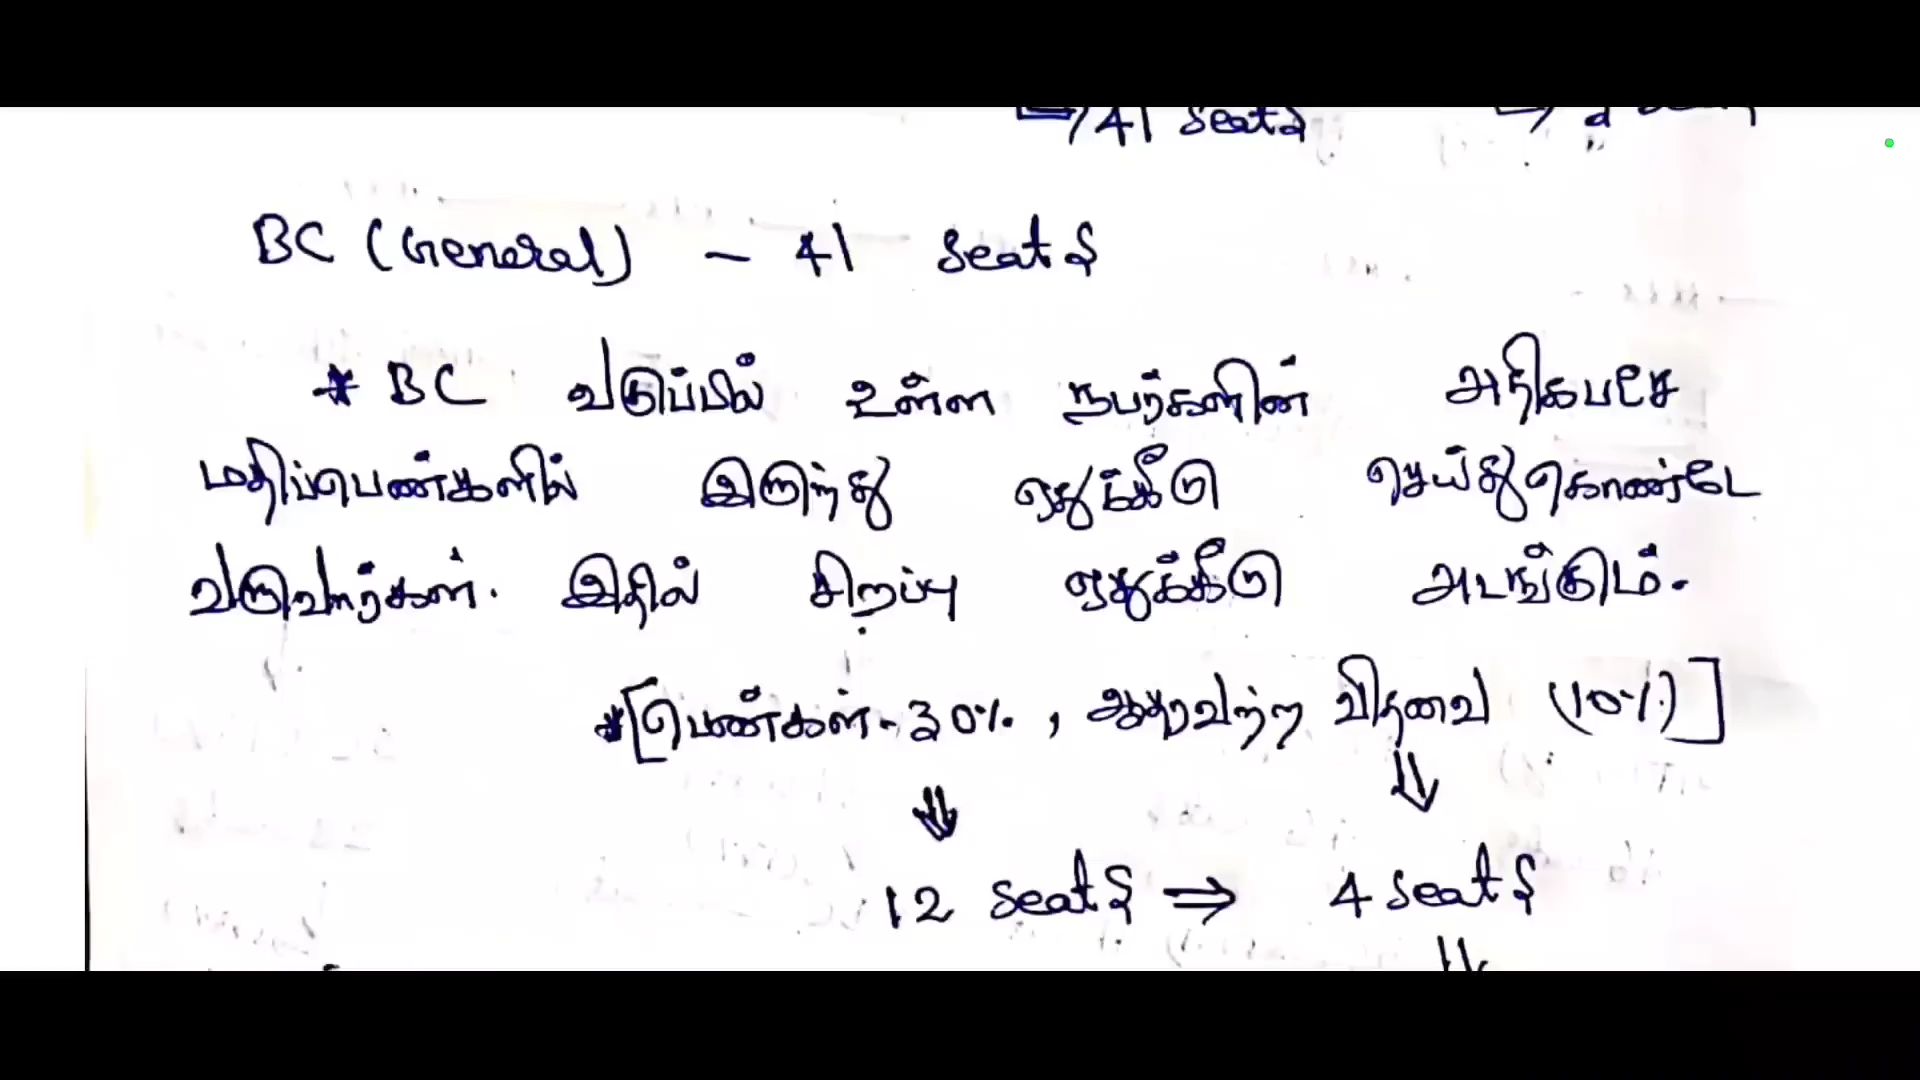 41 seats
BC (General) - 41 seats
* BC வகுப்பில் உள்ள நபர்களின் அதிகபட்ச
மதிப்பெண்களில் இருந்து ஒதுக்கீடு செய்துகொண்டே
வருவார்கள். இதில் சிறப்பு ஒதுக்கீடு அடங்கும்.
* [பெண்கள் - 30%, ஆதரவற்ற விதவை (10%)]
12 seats ⇒ 4 seats